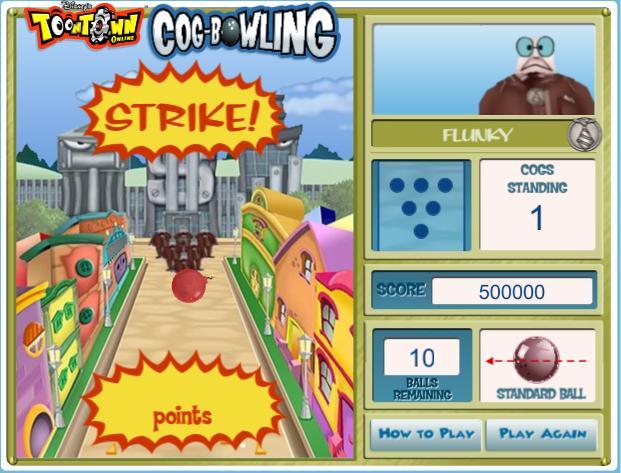 Disney's
TOONTOWN
ONLINE
COG-BOWLING
STRIKE!
points
FLUNKY
COGS
STANDING
1
SCORE
500000
10
BALLS
REMAINING
STANDARD BALL
HOW TO PLAY
PLAY AGAIN